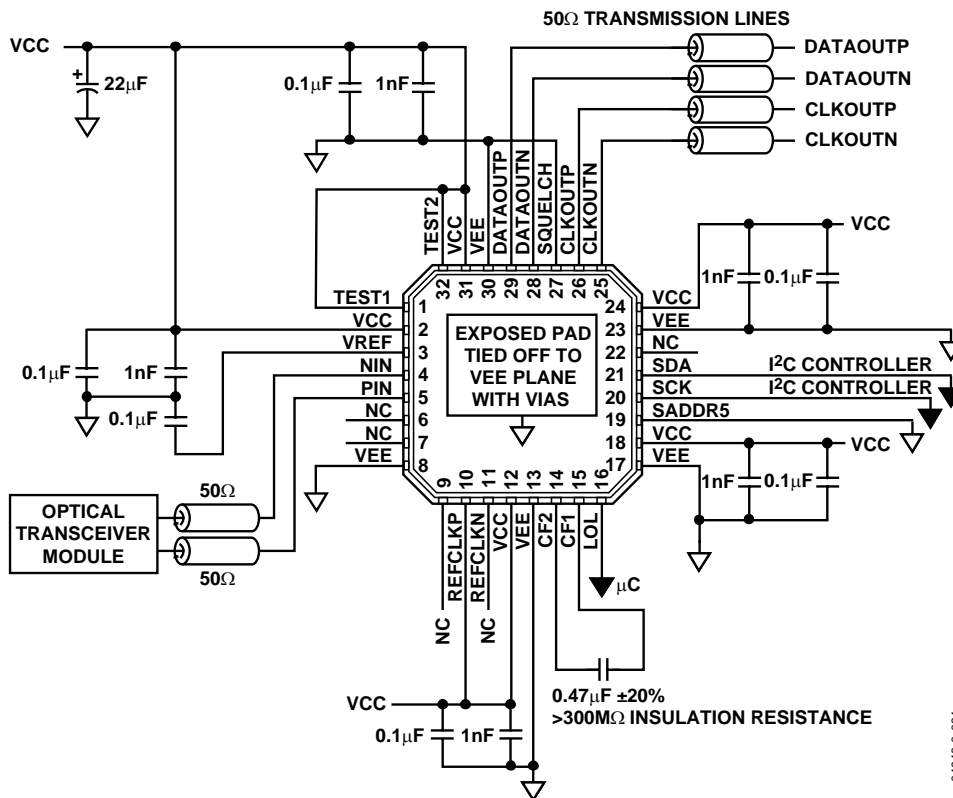 50Ω TRANSMISSION LINES
VCC
DATAOUTP
DATAOUTN
CLKOUTP
CLKOUTN
+
22µF
0.1µF
1nF
TEST2
VCC
VEE
DATAOUTP
DATAOUTN
SQUELCH
CLKOUTP
CLKOUTN
32
31
30
29
28
27
26
25
VCC
1nF
0.1µF
TEST1
1
VCC
2
VREF
3
NIN
4
PIN
5
NC
6
NC
7
VEE
8
0.1µF
1nF
0.1µF
EXPOSED PAD
TIED OFF TO
VEE PLANE
WITH VIAS
24
VCC
23
VEE
22
NC
21
SDA
I²C CONTROLLER
20
SCK
I²C CONTROLLER
19
SADDR5
18
VCC
17
VEE
VCC
1nF
0.1µF
OPTICAL
TRANSCEIVER
MODULE
50Ω
50Ω
9
10
11
12
13
14
15
16
NC
REFCLKP
REFCLKN
NC
VCC
VEE
CF2
CF1
LOL
µC
0.47µF ±20%
>300MΩ INSULATION RESISTANCE
VCC
0.1µF
1nF